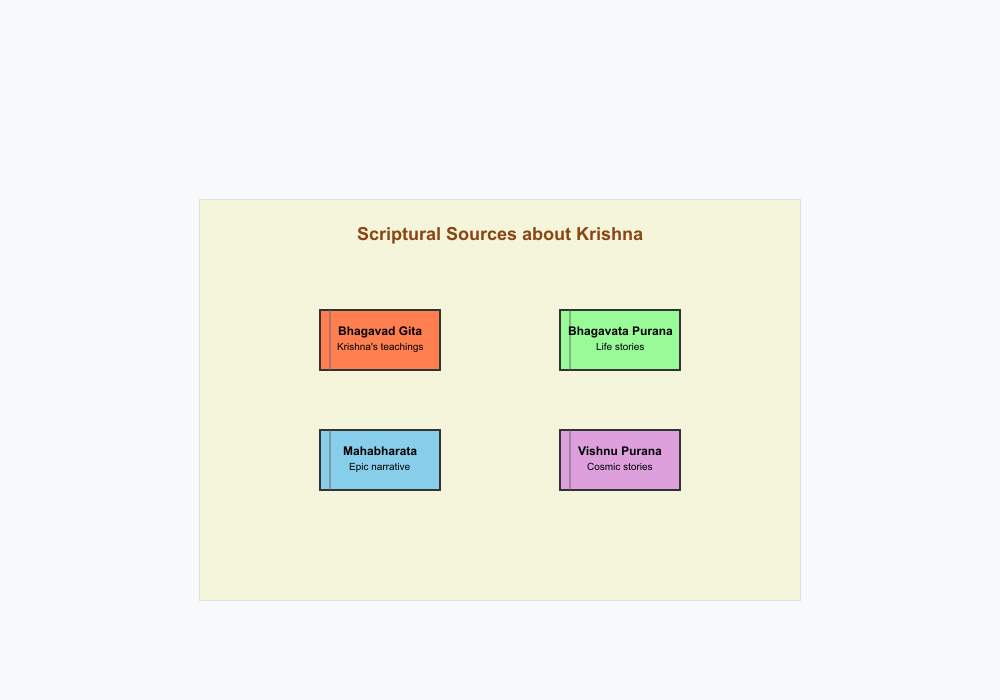 Scriptural Sources about Krishna
Bhagavad Gita
Krishna's teachings
Bhagavata Purana
Life stories
Mahabharata
Epic narrative
Vishnu Purana
Cosmic stories